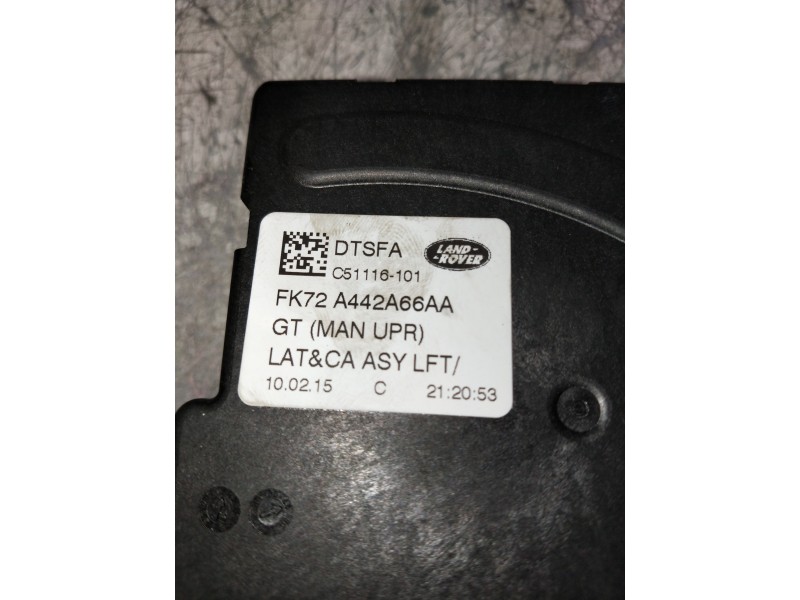 DTSFA
LAND-
-ROVER
C51116-101
FK72 A442A66AA
GT (MAN UPR)
LAT&CA ASY LFT/
10.02.15 C 21:20:53